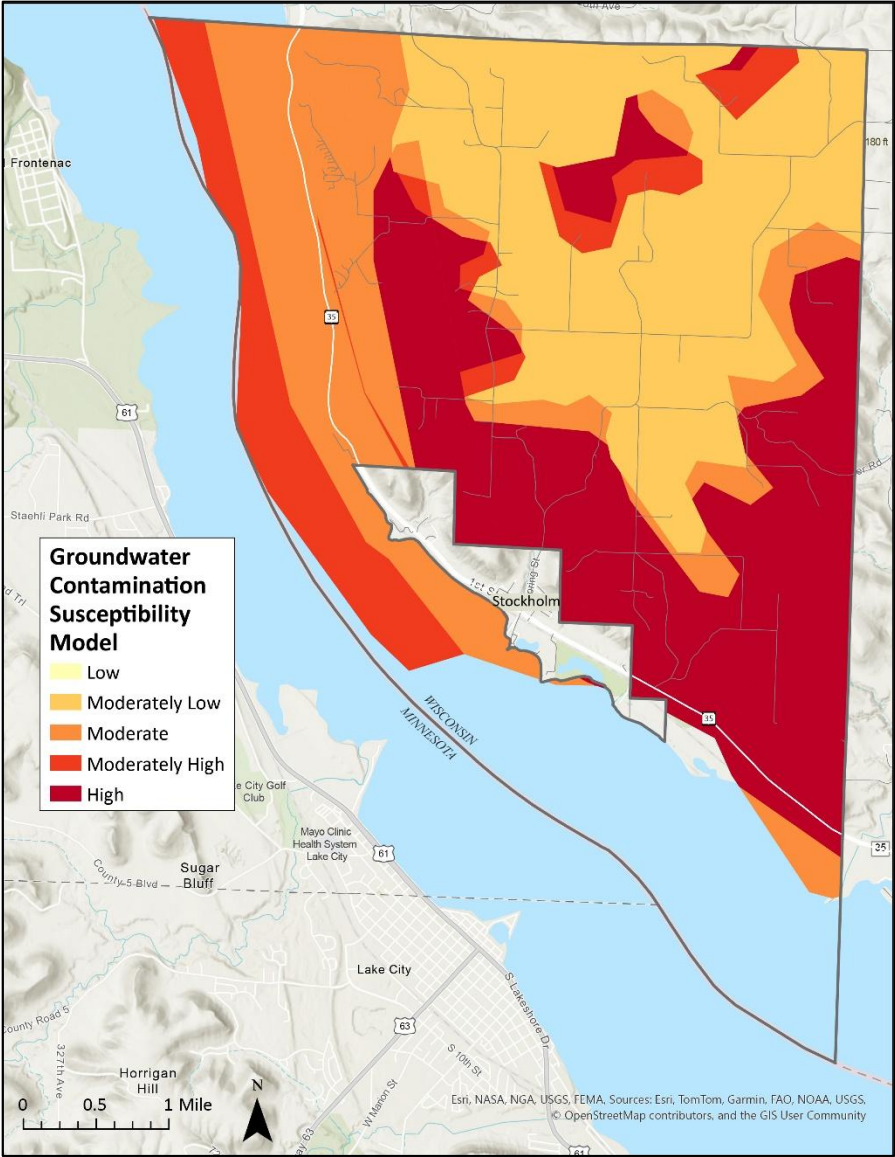 180 ft
Frontenac
35
61
Staehli Park Rd
Groundwater
Contamination
Susceptibility
Model
Low
Moderately Low
Moderate
Moderately High
High
1st St
Stockholm
WISCONSIN
MINNESOTA
35
35
e City Golf
Club
Mayo Clinic
Health System
Lake City
61
Sugar
Bluff
County 5 Blvd
Lake City
S Lakeshore Dr
63
County Road 5
327th Ave
S 10th St
W Marion St
Horrigan
Hill
N
0 0.5 1 Mile
Esri, NASA, NGA, USGS, FEMA, Sources: Esri, TomTom, Garmin, FAO, NOAA, USGS,
© OpenStreetMap contributors, and the GIS User Community
61